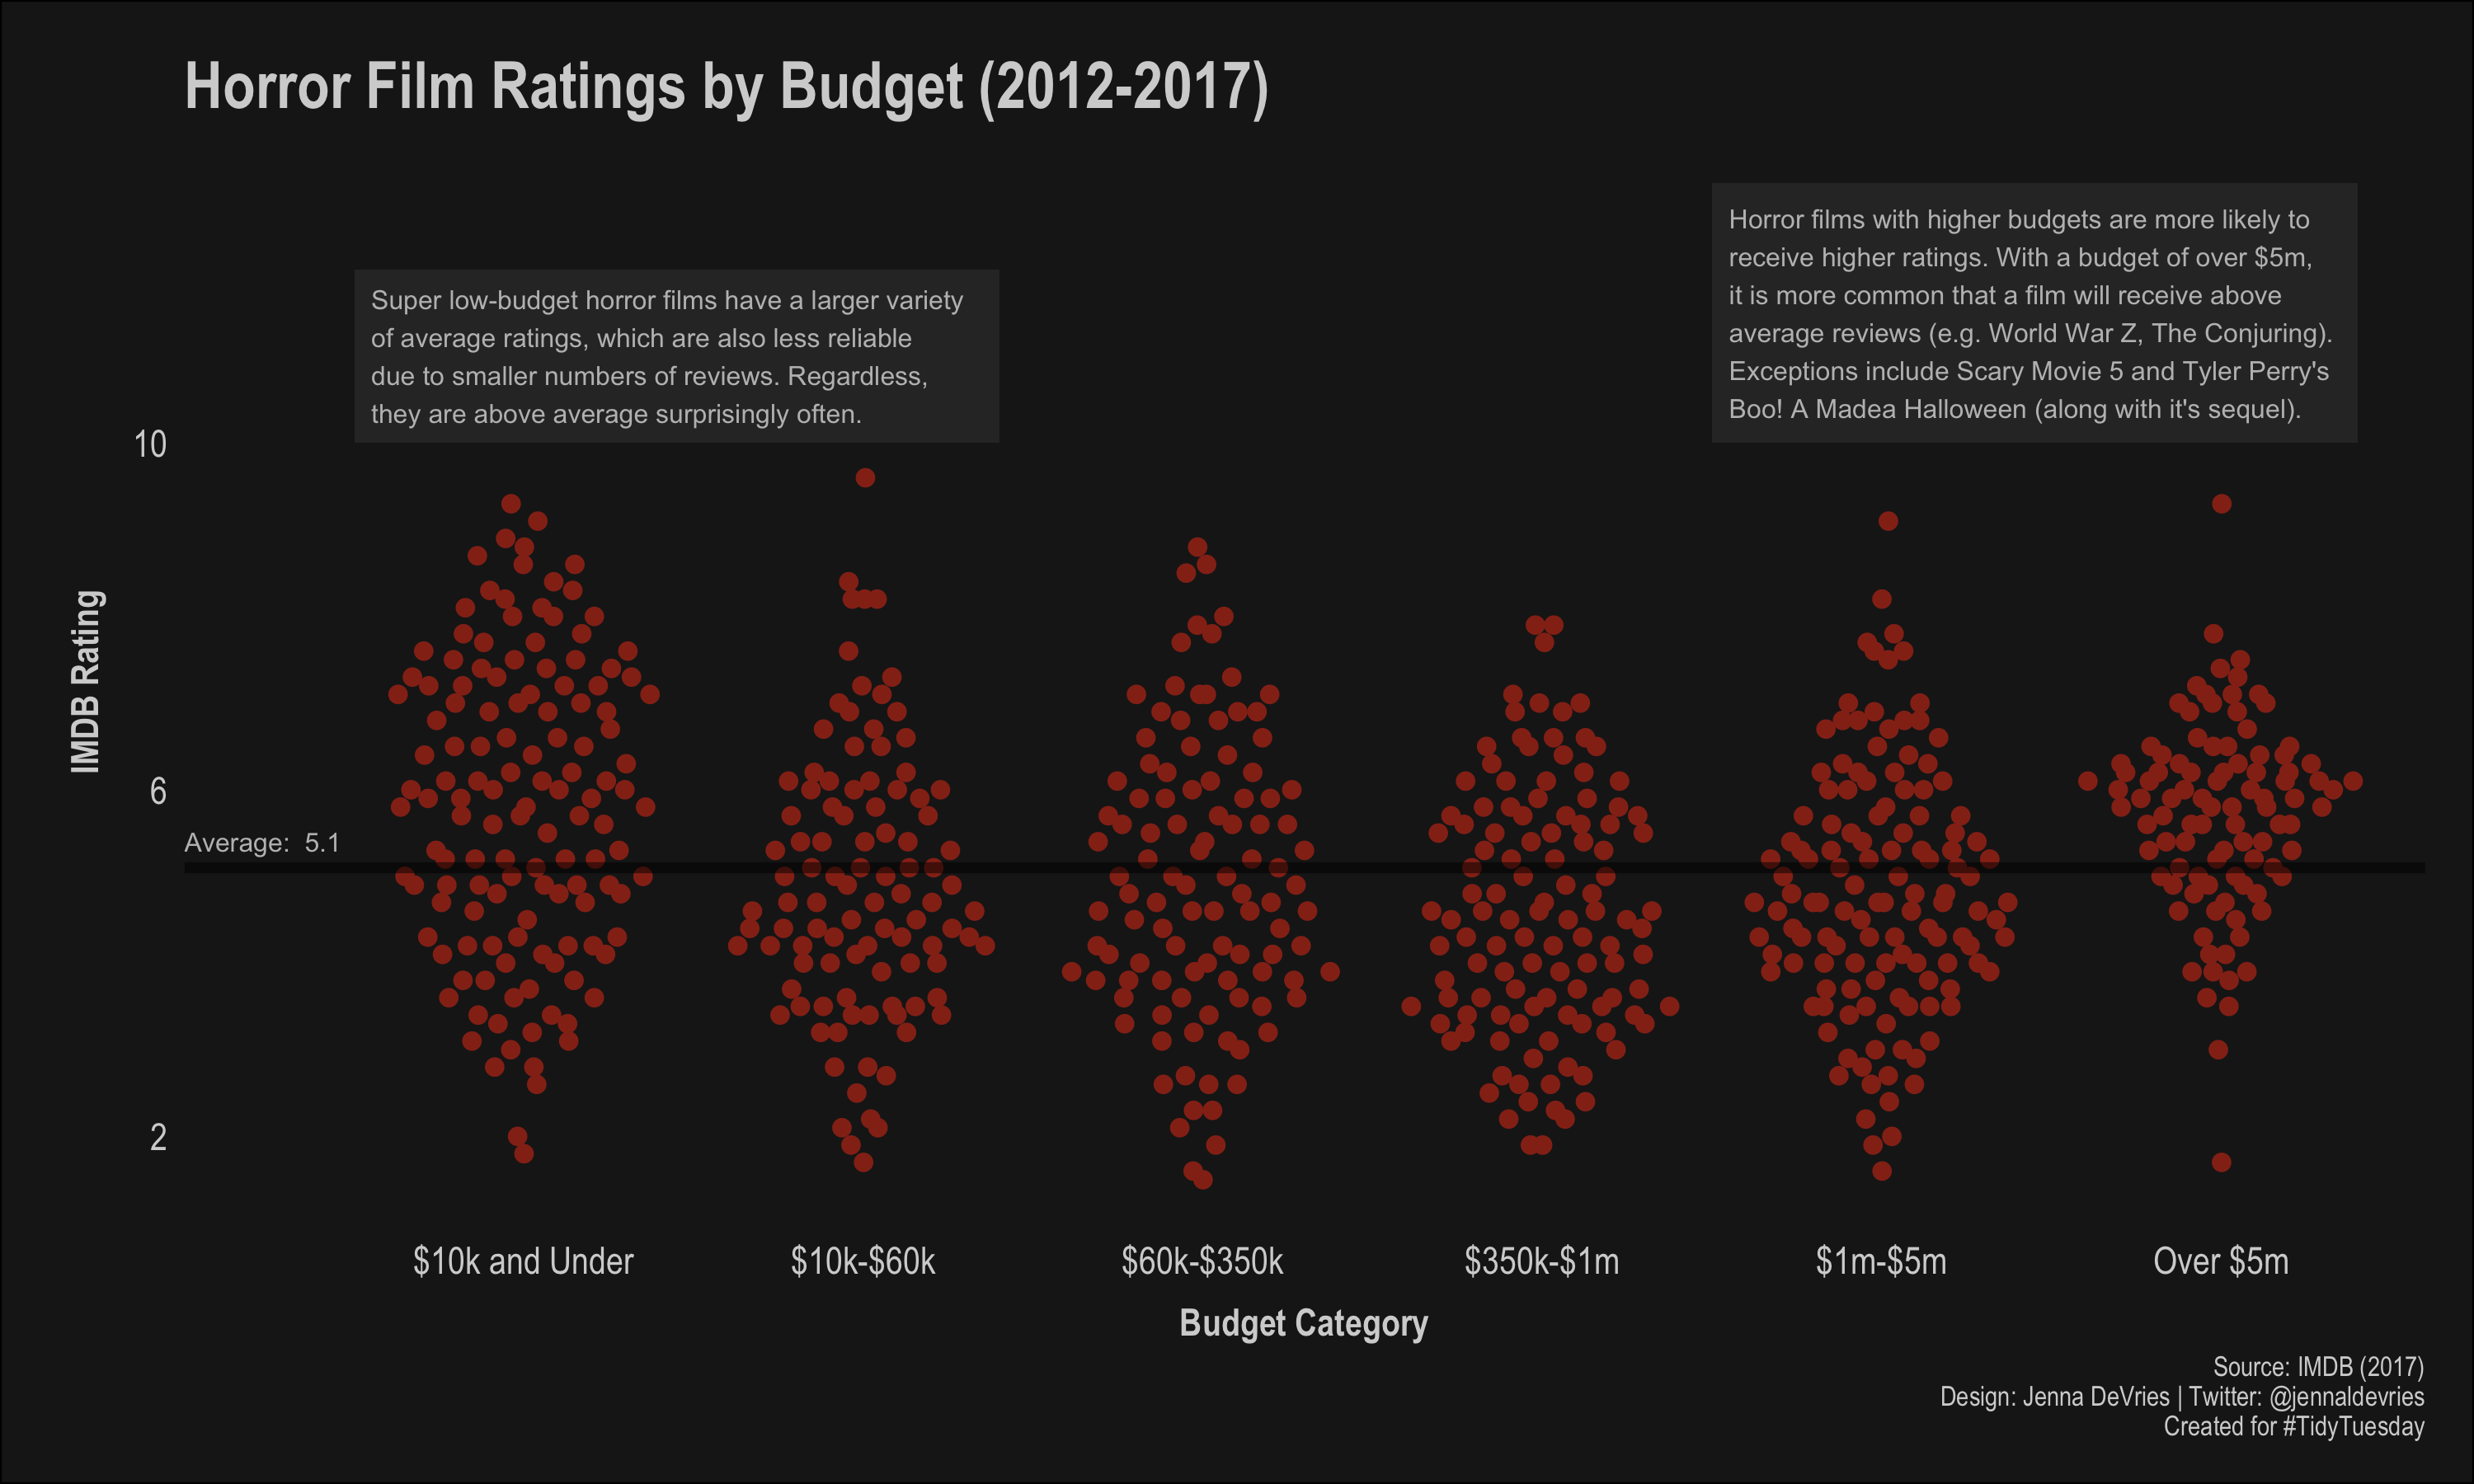 Horror Film Ratings by Budget (2012-2017)
Super low-budget horror films have a larger variety
of average ratings, which are also less reliable
due to smaller numbers of reviews. Regardless,
they are above average surprisingly often.
Horror films with higher budgets are more likely to
receive higher ratings. With a budget of over $5m,
it is more common that a film will receive above
average reviews (e.g. World War Z, The Conjuring).
Exceptions include Scary Movie 5 and Tyler Perry's
Boo! A Madea Halloween (along with it's sequel).
IMDB Rating
10
6
2
Average:  5.1
$10k and Under
$10k-$60k
$60k-$350k
$350k-$1m
$1m-$5m
Over $5m
Budget Category
Source: IMDB (2017)
Design: Jenna DeVries | Twitter: @jennaldevries
Created for #TidyTuesday